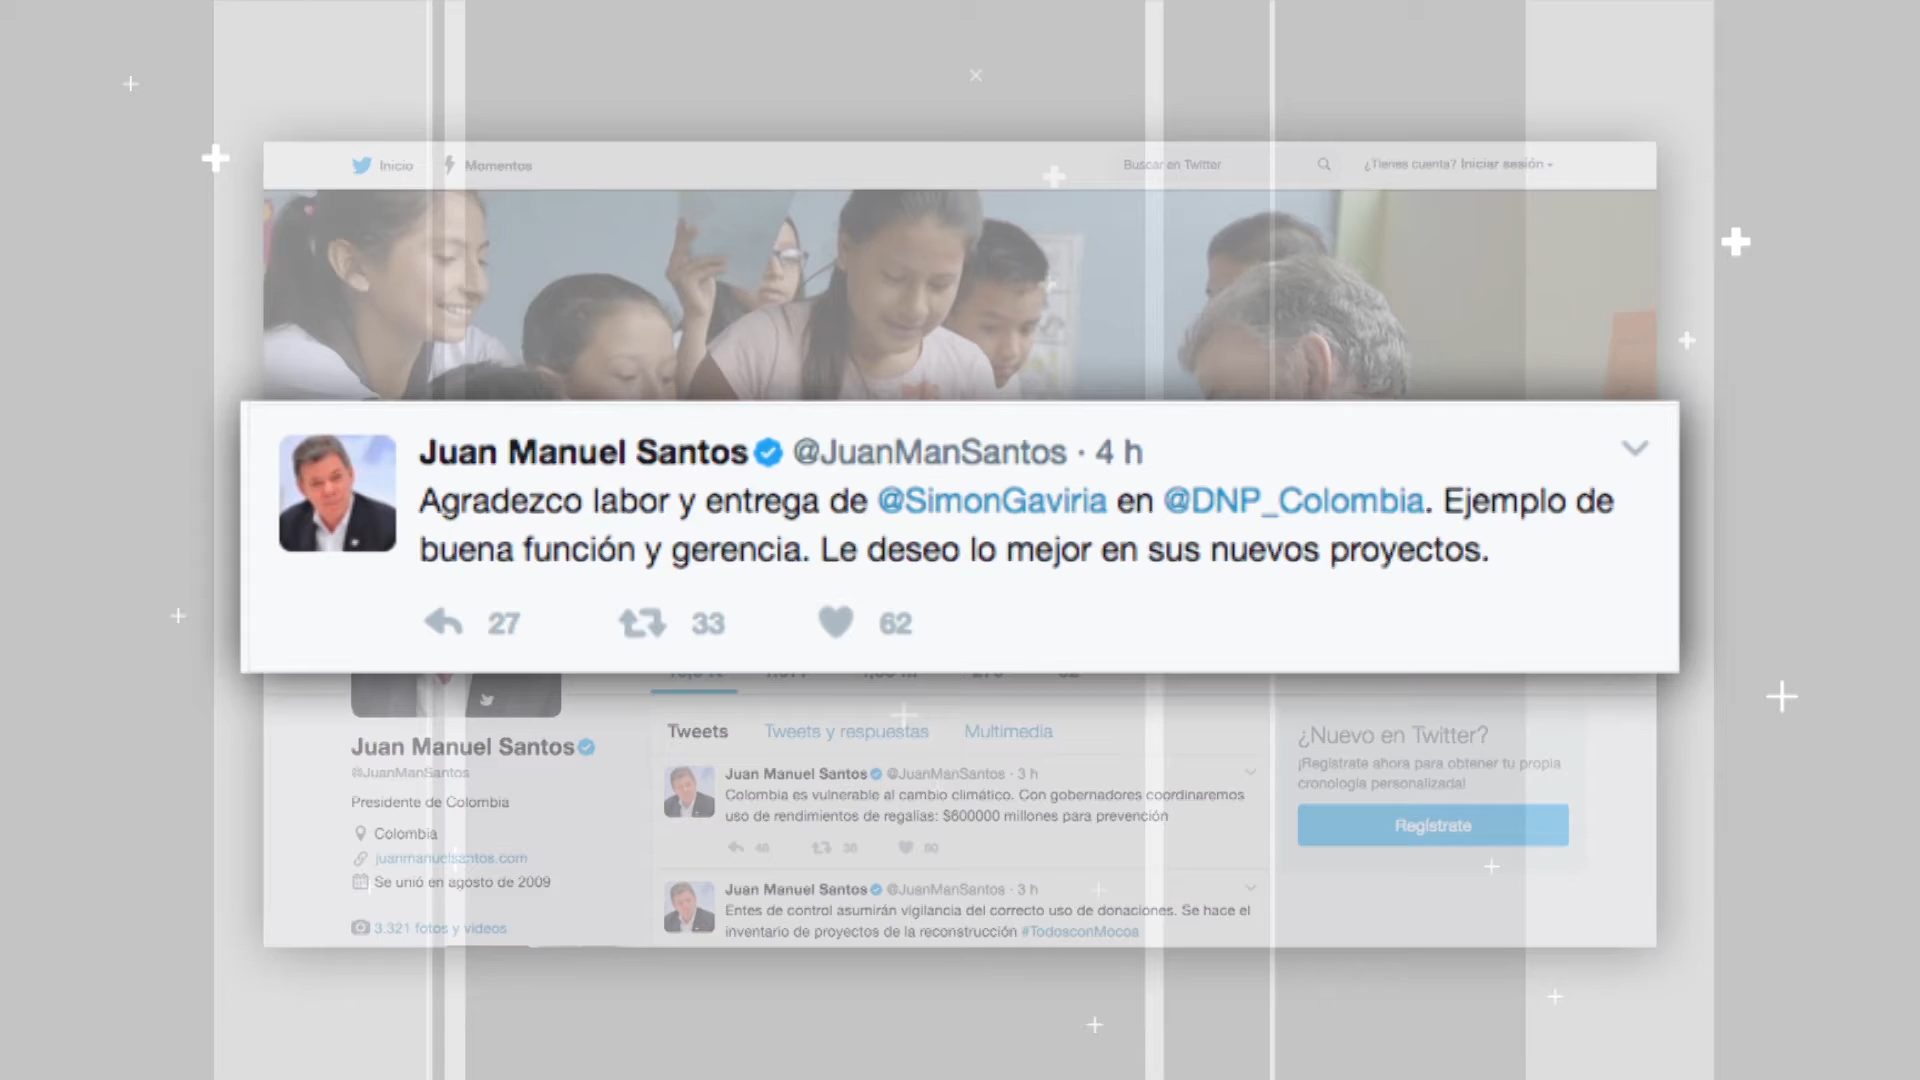 Inicio
Momentos
Buscar en Twitter
¿Tienes cuenta? Iniciar sesión
Juan Manuel Santos @JuanManSantos · 4 h
Agradezco labor y entrega de @SimonGaviria en @DNP_Colombia. Ejemplo de
buena función y gerencia. Le deseo lo mejor en sus nuevos proyectos.
27 33 62
Juan Manuel Santos
@JuanManSantos
Presidente de Colombia
Colombia
juanmanuelsantos.com
Se unió en agosto de 2009
3.321 fotos y videos
Tweets
Tweets y respuestas
Multimedia
Juan Manuel Santos @JuanManSantos · 3 h
Colombia es vulnerable al cambio climático. Con gobernadores coordinaremos
uso de rendimientos de regalías: $600000 millones para prevención
Juan Manuel Santos @JuanManSantos · 3 h
Entes de control asumirán vigilancia del correcto uso de donaciones. Se hace el
inventario de proyectos de la reconstrucción #TodosconMocoa
¿Nuevo en Twitter?
¡Regístrate ahora para obtener tu propia
cronología personalizada!
Regístrate